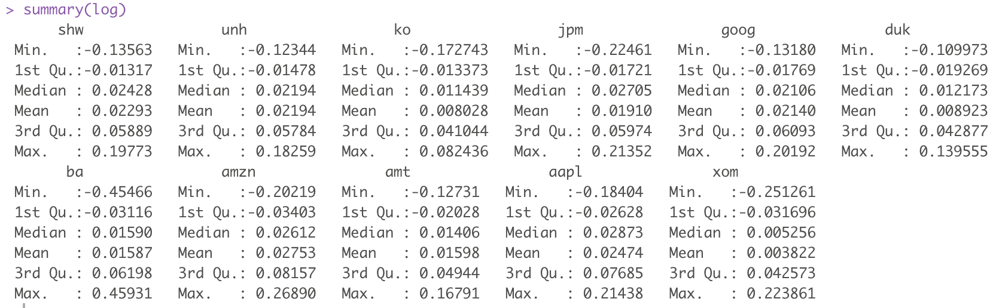 > summary(log)
      shw                unh                 ko                 jpm                goog               duk
 Min.   :-0.13563   Min.   :-0.12344   Min.   :-0.172743   Min.   :-0.22461   Min.   :-0.13180   Min.   :-0.109973
 1st Qu.:-0.01317   1st Qu.:-0.01478   1st Qu.:-0.013373   1st Qu.:-0.01721   1st Qu.:-0.01769   1st Qu.:-0.019269
 Median : 0.02428   Median : 0.02194   Median : 0.011439   Median : 0.02705   Median : 0.02106   Median : 0.012173
 Mean   : 0.02293   Mean   : 0.02194   Mean   : 0.008028   Mean   : 0.01910   Mean   : 0.02140   Mean   : 0.008923
 3rd Qu.: 0.05889   3rd Qu.: 0.05784   3rd Qu.: 0.041044   3rd Qu.: 0.05974   3rd Qu.: 0.06093   3rd Qu.: 0.042877
 Max.   : 0.19773   Max.   : 0.18259   Max.   : 0.082436   Max.   : 0.21352   Max.   : 0.20192   Max.   : 0.139555
       ba                amzn               amt                aapl               xom
 Min.   :-0.45466   Min.   :-0.20219   Min.   :-0.12731   Min.   :-0.18404   Min.   :-0.251261
 1st Qu.:-0.03116   1st Qu.:-0.03403   1st Qu.:-0.02028   1st Qu.:-0.02628   1st Qu.:-0.031696
 Median : 0.01590   Median : 0.02612   Median : 0.01406   Median : 0.02873   Median : 0.005256
 Mean   : 0.01587   Mean   : 0.02753   Mean   : 0.01598   Mean   : 0.02474   Mean   : 0.003822
 3rd Qu.: 0.06198   3rd Qu.: 0.08157   3rd Qu.: 0.04944   3rd Qu.: 0.07685   3rd Qu.: 0.042573
 Max.   : 0.45931   Max.   : 0.26890   Max.   : 0.16791   Max.   : 0.21438   Max.   : 0.223861